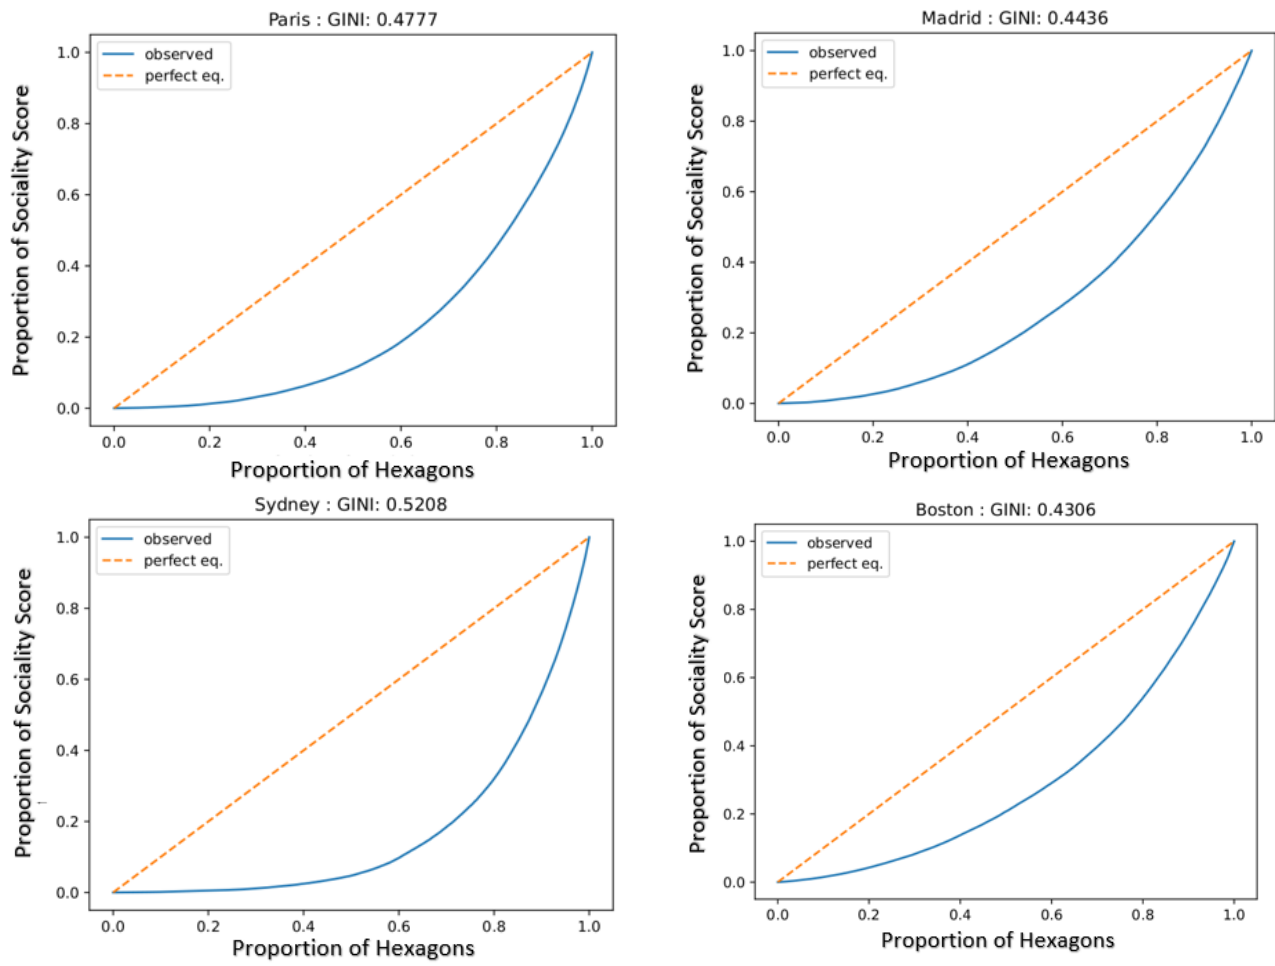 Paris : GINI: 0.4777
observed
perfect eq.
1.0
0.8
0.6
0.4
0.2
0.0
Proportion of Sociality Score
0.0 0.2 0.4 0.6 0.8 1.0
Proportion of Hexagons
Madrid : GINI: 0.4436
observed
perfect eq.
1.0
0.8
0.6
0.4
0.2
0.0
Proportion of Sociality Score
0.0 0.2 0.4 0.6 0.8 1.0
Proportion of Hexagons
Sydney : GINI: 0.5208
observed
perfect eq.
1.0
0.8
0.6
0.4
0.2
0.0
Proportion of Sociality Score
0.0 0.2 0.4 0.6 0.8 1.0
Proportion of Hexagons
Boston : GINI: 0.4306
observed
perfect eq.
1.0
0.8
0.6
0.4
0.2
0.0
Proportion of Sociality Score
0.0 0.2 0.4 0.6 0.8 1.0
Proportion of Hexagons